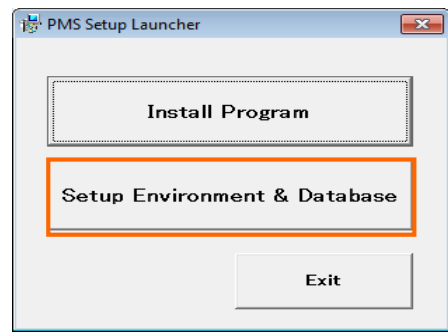 PMS Setup Launcher
Install Program
Setup Environment & Database
Exit